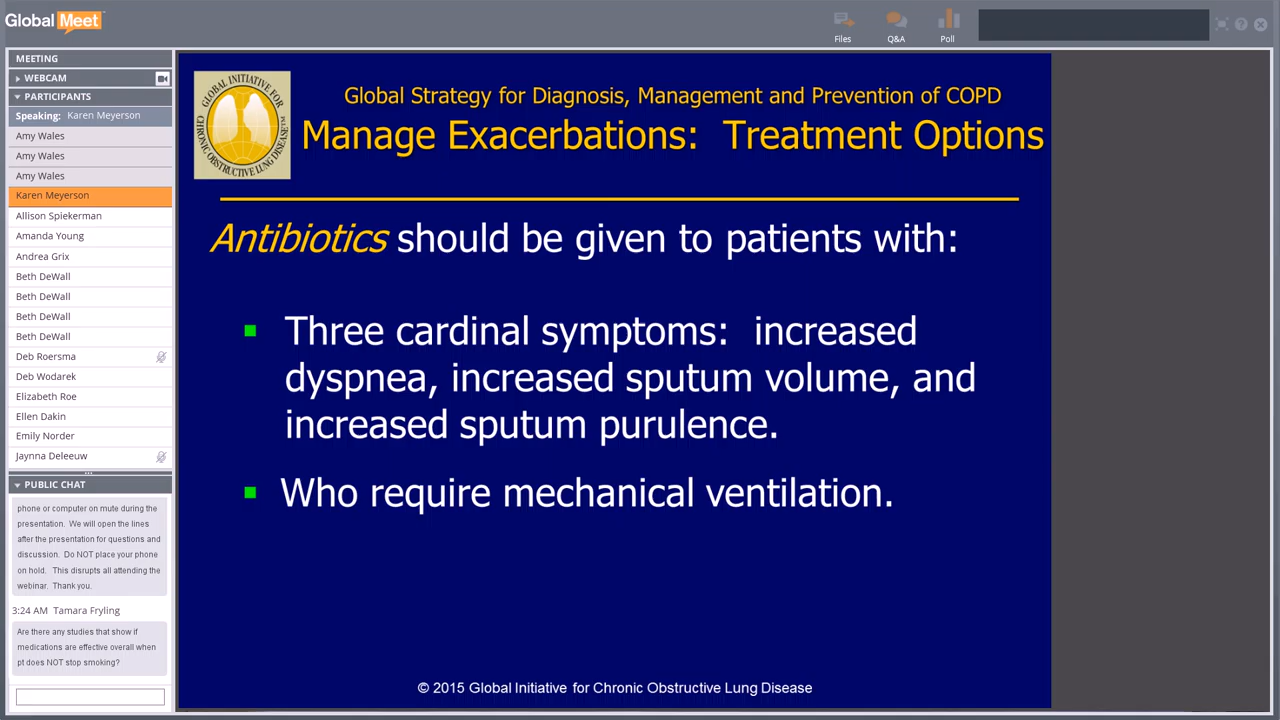 Global Meet
Files
Q&A
Poll
MEETING
WEBCAM
PARTICIPANTS
Speaking: Karen Meyerson
Amy Wales
Amy Wales
Amy Wales
Karen Meyerson
Allison Spiekerman
Amanda Young
Andrea Grix
Beth DeWall
Beth DeWall
Beth DeWall
Beth DeWall
Deb Roersma
Deb Wodarek
Elizabeth Roe
Ellen Dakin
Emily Norder
Jaynna Deleeuw
PUBLIC CHAT
phone or computer on mute during the
presentation. We will open the lines
after the presentation for questions and
discussion. Do NOT place your phone
on hold. This disrupts all attending the
webinar. Thank you.
3:24 AM Tamara Fryling
Are there any studies that show if
medications are effective overall when
pt does NOT stop smoking?
GLOBAL INITIATIVE FOR
CHRONIC OBSTRUCTIVE LUNG DISEASE
Global Strategy for Diagnosis, Management and Prevention of COPD
Manage Exacerbations: Treatment Options
Antibiotics should be given to patients with:
Three cardinal symptoms: increased
dyspnea, increased sputum volume, and
increased sputum purulence.
Who require mechanical ventilation.
© 2015 Global Initiative for Chronic Obstructive Lung Disease